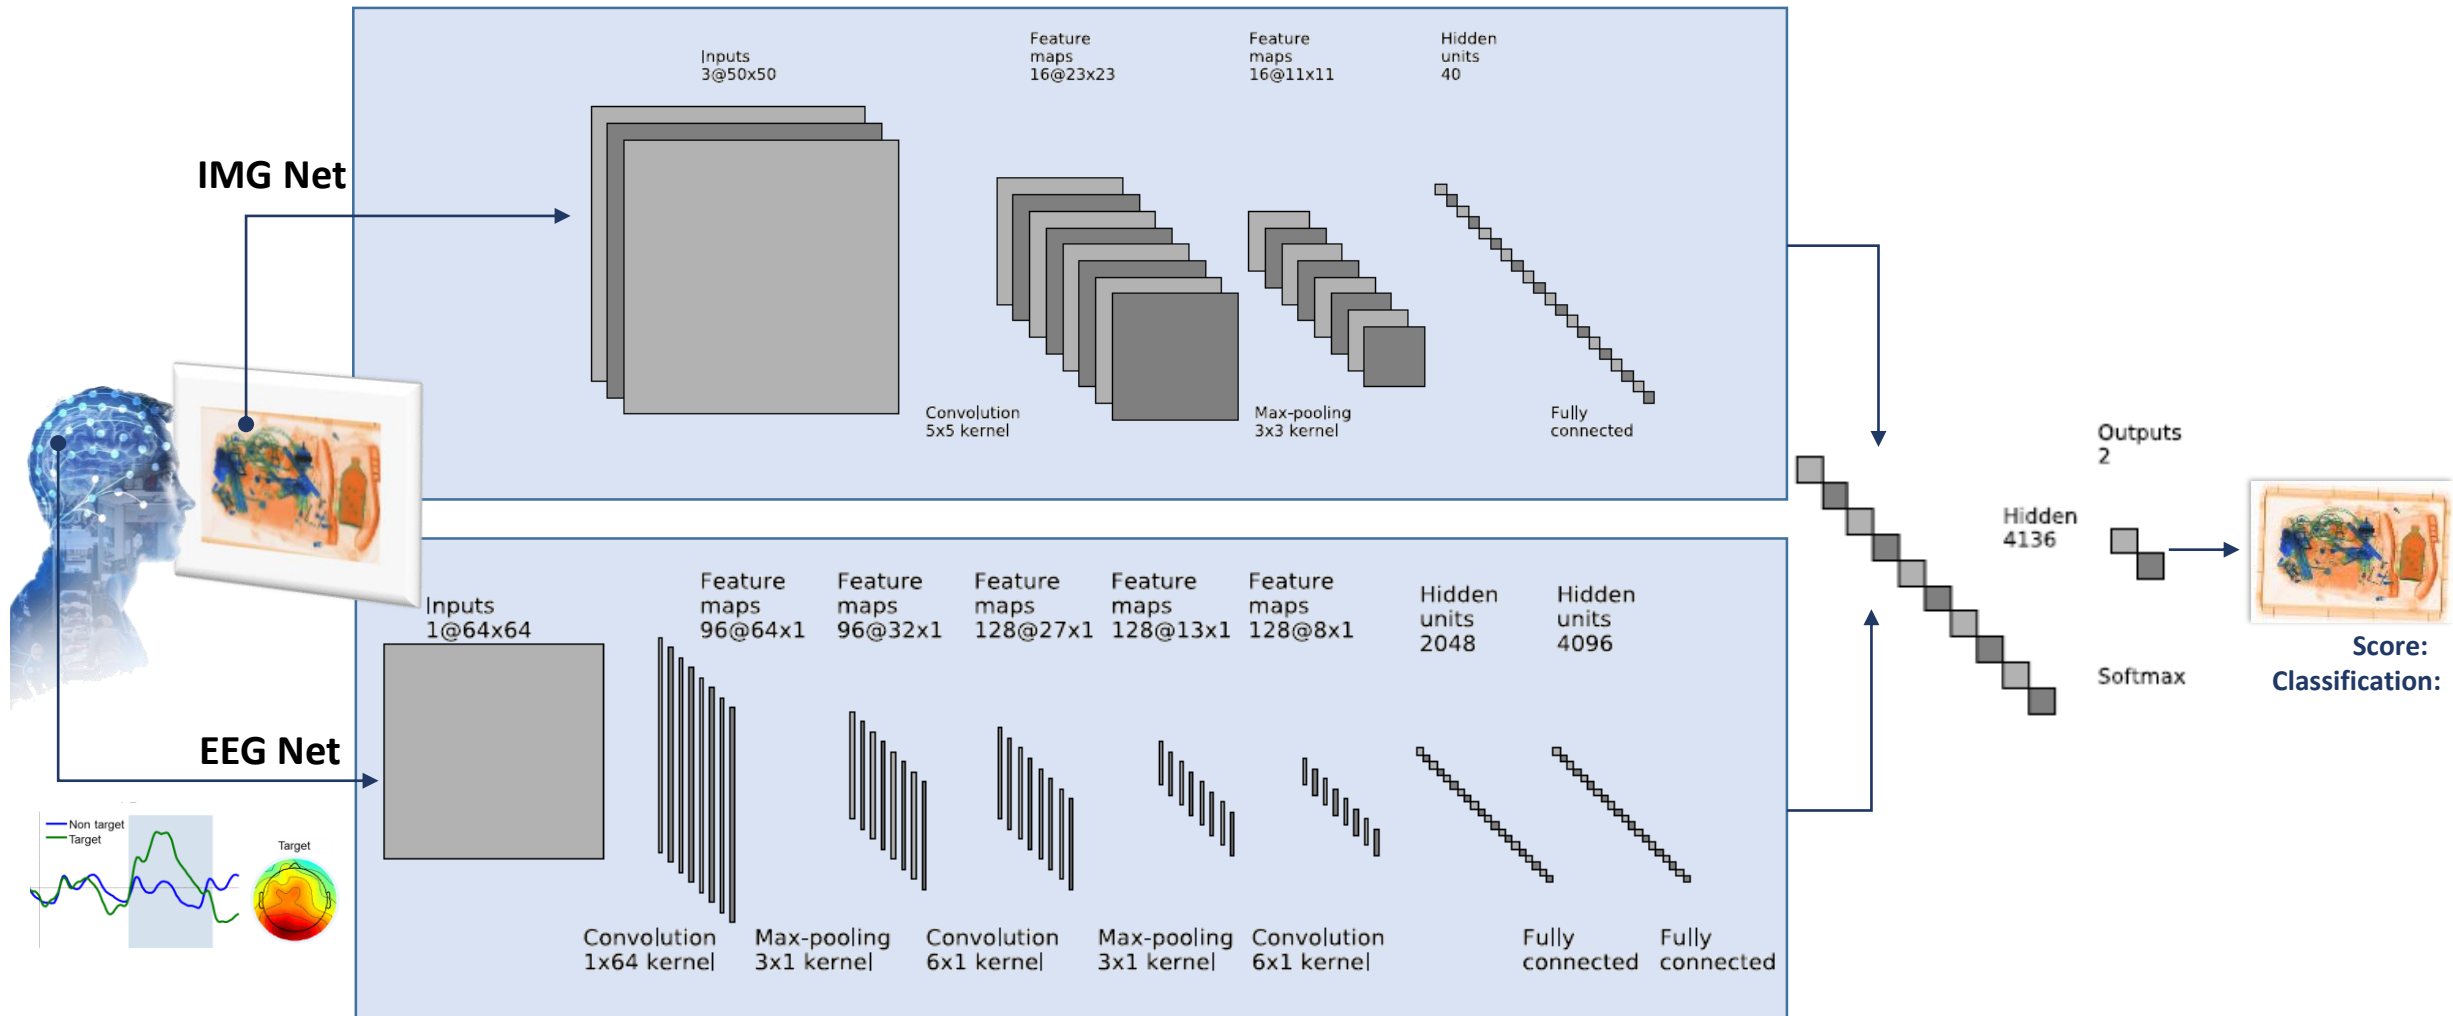 Inputs
3@50x50
Feature
maps
16@23x23
Feature
maps
16@11x11
Hidden
units
40
IMG Net
Convolution
5x5 kernel
Max-pooling
3x3 kernel
Fully
connected
Inputs
1@64x64
Feature
maps
96@64x1
Feature
maps
96@32x1
Feature
maps
128@27x1
Feature
maps
128@13x1
Feature
maps
128@8x1
Hidden
units
2048
Hidden
units
4096
EEG Net
Non target
Target
Target
Convolution
1x64 kernel
Max-pooling
3x1 kernel
Convolution
6x1 kernel
Max-pooling
3x1 kernel
Convolution
6x1 kernel
Fully
connected
Fully
connected
Hidden
4136
Outputs
2
Softmax
Score:
Classification: